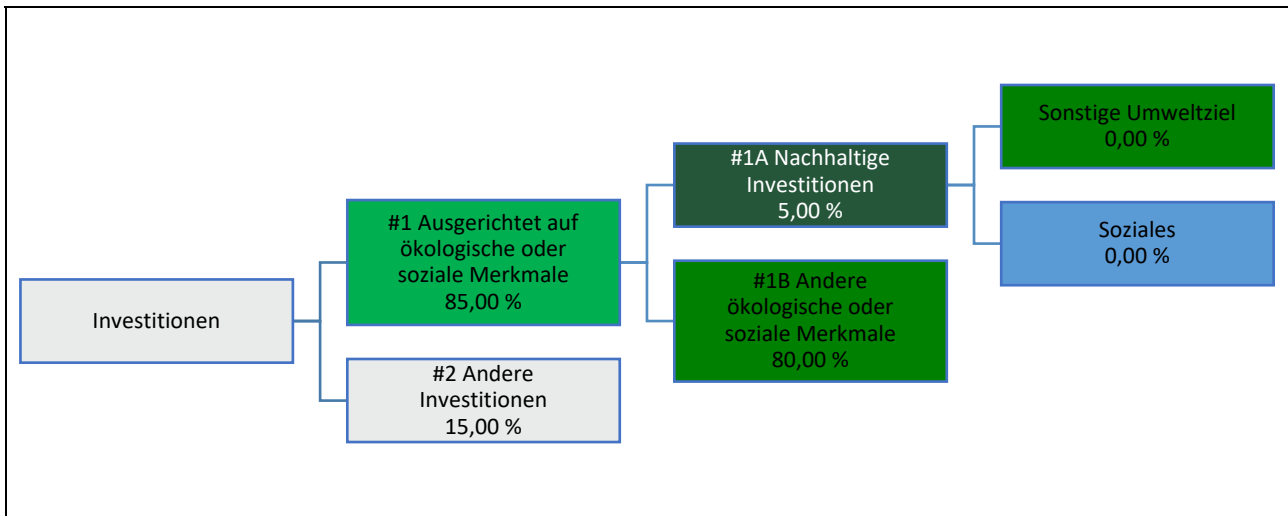 Investitionen
#1 Ausgerichtet auf
ökologische oder
soziale Merkmale
85,00 %
#2 Andere
Investitionen
15,00 %
#1A Nachhaltige
Investitionen
5,00 %
#1B Andere
ökologische oder
soziale Merkmale
80,00 %
Sonstige Umweltziel
0,00 %
Soziales
0,00 %